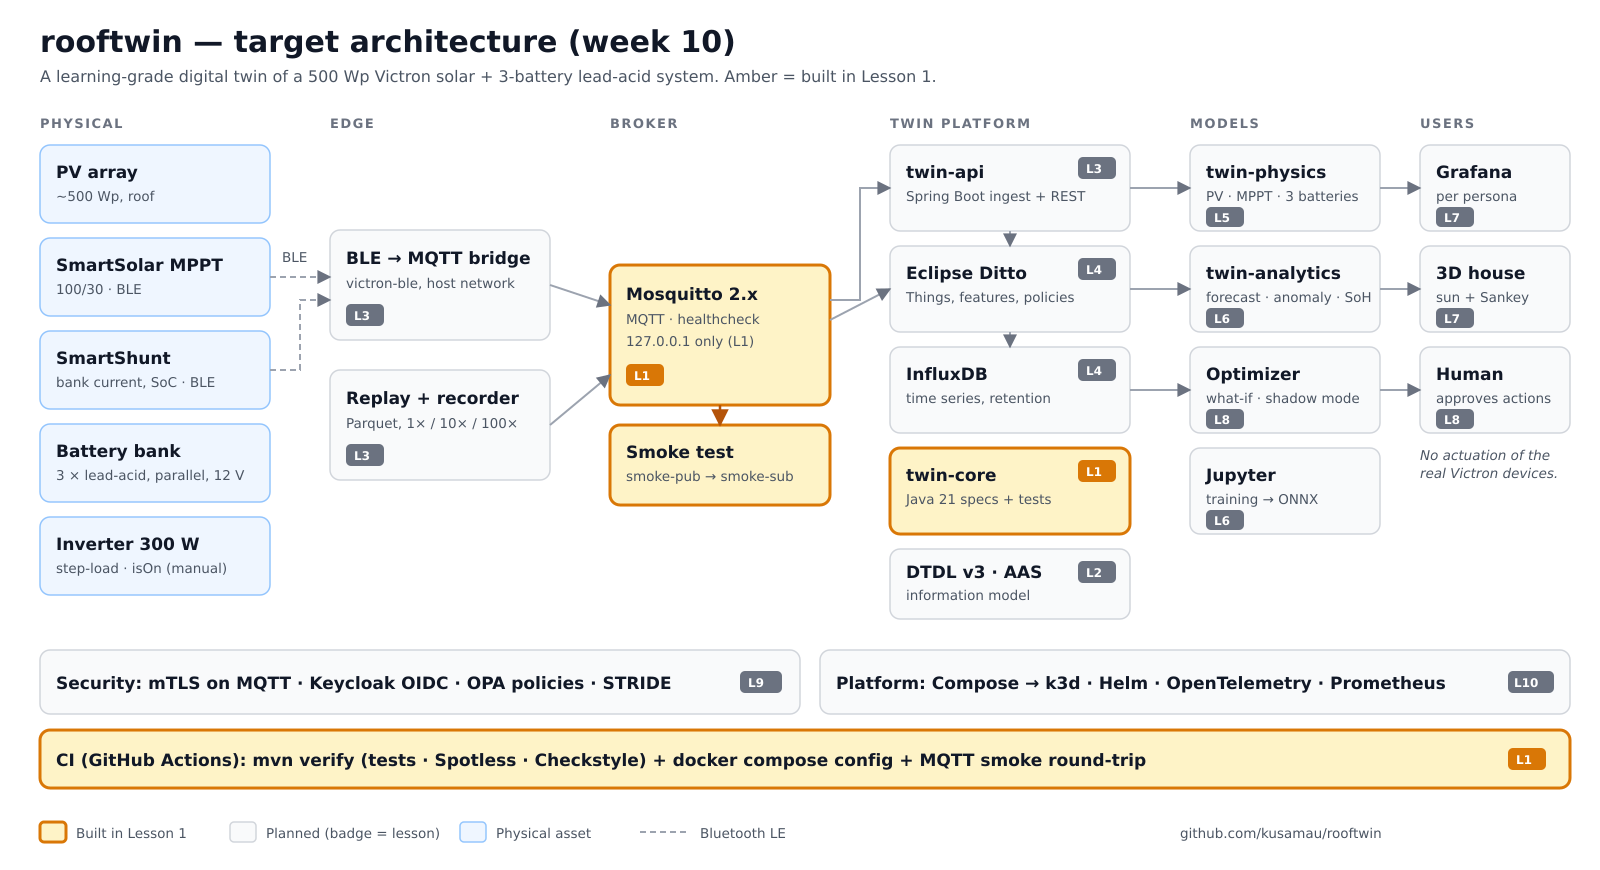 rooftwin — target architecture (week 10)
A learning-grade digital twin of a 500 Wp Victron solar + 3-battery lead-acid system. Amber = built in Lesson 1.
PHYSICAL
PV array
~500 Wp, roof
SmartSolar MPPT
100/30 · BLE
SmartShunt
bank current, SoC · BLE
Battery bank
3 × lead-acid, parallel, 12 V
Inverter 300 W
step-load · isOn (manual)
BLE
EDGE
BLE → MQTT bridge
victron-ble, host network
L3
Replay + recorder
Parquet, 1× / 10× / 100×
L3
BROKER
Mosquitto 2.x
MQTT · healthcheck
127.0.0.1 only (L1)
L1
Smoke test
smoke-pub → smoke-sub
TWIN PLATFORM
twin-api
L3
Spring Boot ingest + REST
Eclipse Ditto
L4
Things, features, policies
InfluxDB
L4
time series, retention
twin-core
L1
Java 21 specs + tests
DTDL v3 · AAS
L2
information model
MODELS
twin-physics
PV · MPPT · 3 batteries
L5
twin-analytics
forecast · anomaly · SoH
L6
Optimizer
what-if · shadow mode
L8
Jupyter
training → ONNX
L6
USERS
Grafana
per persona
L7
3D house
sun + Sankey
L7
Human
approves actions
L8
No actuation of the
real Victron devices.
Security: mTLS on MQTT · Keycloak OIDC · OPA policies · STRIDE
L9
Platform: Compose → k3d · Helm · OpenTelemetry · Prometheus
L10
CI (GitHub Actions): mvn verify (tests · Spotless · Checkstyle) + docker compose config + MQTT smoke round-trip
L1
Built in Lesson 1
Planned (badge = lesson)
Physical asset
Bluetooth LE
github.com/kusamau/rooftwin